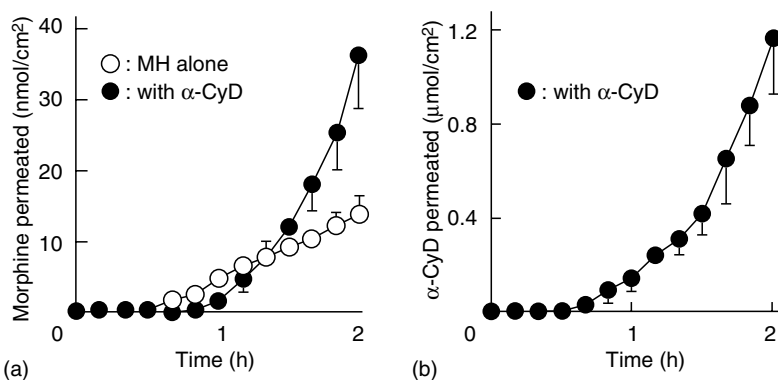 Morphine permeated (nmol/cm²)
40
30
20
10
0
1
2
Time (h)
: MH alone
: with α-CyD
(a)
α-CyD permeated (μmol/cm²)
1.2
0.8
0.4
0
1
2
Time (h)
: with α-CyD
(b)